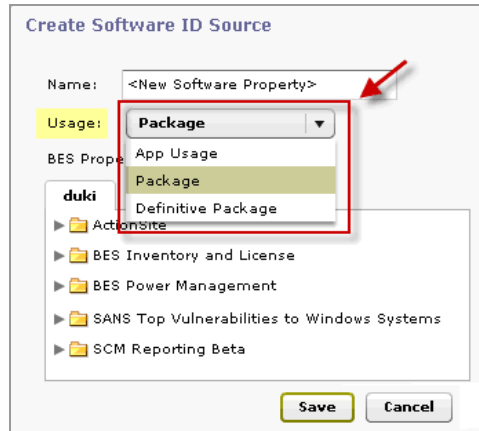 Create Software ID Source
Name: <New Software Property>
Usage: Package
App Usage
BES Prope
Package
Definitive Package
duki
ActionSite
BES Inventory and License
BES Power Management
SANS Top Vulnerabilities to Windows Systems
SCM Reporting Beta
Save Cancel